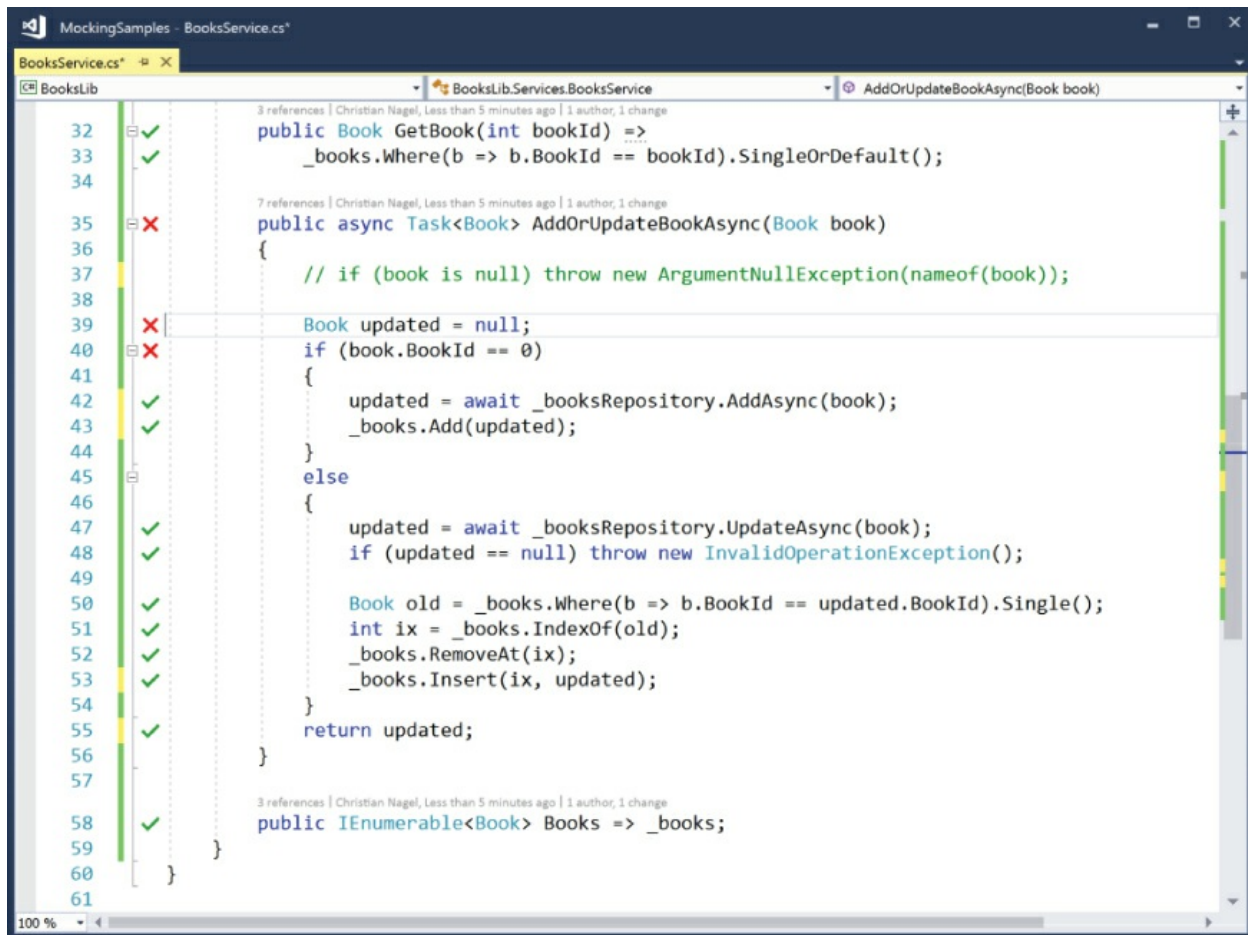 MockingSamples - BooksService.cs*
BooksService.cs*
C# BooksLib BooksLib.Services.BooksService AddOrUpdateBookAsync(Book book)
3 references | Christian Nagel, Less than 5 minutes ago | 1 author, 1 change
32 public Book GetBook(int bookId) =>
33 _books.Where(b => b.BookId == bookId).SingleOrDefault();
34
7 references | Christian Nagel, Less than 5 minutes ago | 1 author, 1 change
35 public async Task<Book> AddOrUpdateBookAsync(Book book)
36 {
37 // if (book is null) throw new ArgumentNullException(nameof(book));
38
39 Book updated = null;
40 if (book.BookId == 0)
41 {
42 updated = await _booksRepository.AddAsync(book);
43 _books.Add(updated);
44 }
45 else
46 {
47 updated = await _booksRepository.UpdateAsync(book);
48 if (updated == null) throw new InvalidOperationException();
49
50 Book old = _books.Where(b => b.BookId == updated.BookId).Single();
51 int ix = _books.IndexOf(old);
52 _books.RemoveAt(ix);
53 _books.Insert(ix, updated);
54 }
55 return updated;
56 }
57
3 references | Christian Nagel, Less than 5 minutes ago | 1 author, 1 change
58 public IEnumerable<Book> Books => _books;
59 }
60 }
61
100 %